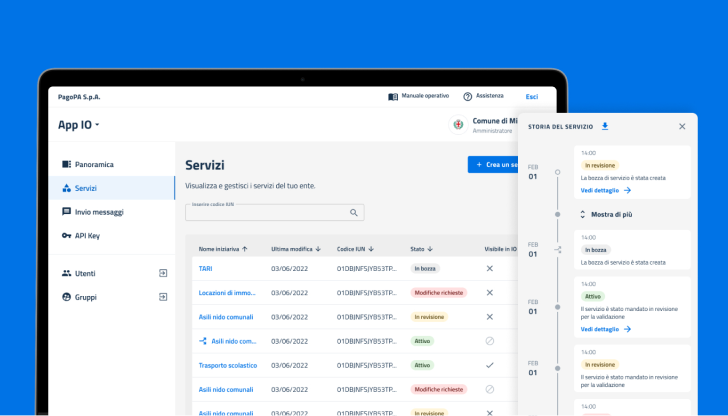 PagoPA S.p.A.
Manuale operativo
Assistenza
Esci
App IO
Comune di Mi
Amministratore
Panoramica
Servizi
Invio messaggi
API Key
Utenti
Gruppi
Servizi
+ Crea un se
Visualizza e gestisci i servizi del tuo ente.
Inserire codice IUN
Nome iniziariva ↑ Ultima modifica ↓ Codice IUN ↓ Stato ↓ Visibile in IO
TARI 03/06/2022 01DBJNFSJYB53TP... In bozza
Locazioni di immo... 03/06/2022 01DBJNFSJYB53TP... Modifiche richieste
Asili nido comunali 03/06/2022 01DBJNFSJYB53TP... In revisione
Asili nido com... 03/06/2022 01DBJNFSJYB53TP... Attivo
Trasporto scolastico 03/06/2022 01DBJNFSJYB53TP... Attivo
Asili nido comunali 03/06/2022 01DBJNFSJYB53TP... Modifiche richieste
Asili nido comunali 03/06/2022 01DBJNFSJYB53TP... In revisione
STORIA DEL SERVIZIO
FEB
01
14:00
In revisione
La bozza di servizio è stata creata
Vedi dettaglio →
Mostra di più
FEB
01
14:00
In bozza
La bozza di servizio è stata creata
FEB
01
14:00
Attivo
Il servizio è stato mandato in revisione
per la validazione
Vedi dettaglio →
FEB
01
14:00
In revisione
Il servizio è stato mandato in revisione
per la validazione
14:00